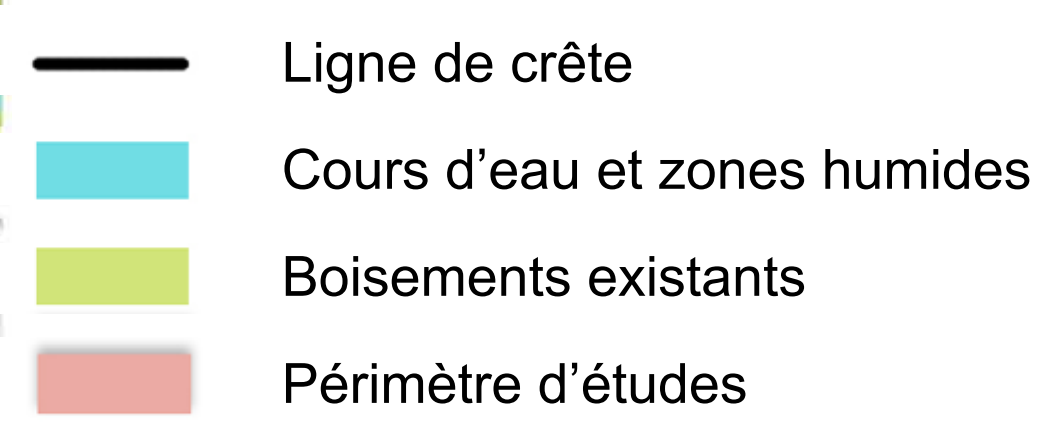 Ligne de crête
Cours d’eau et zones humides
Boisements existants
Périmètre d’études